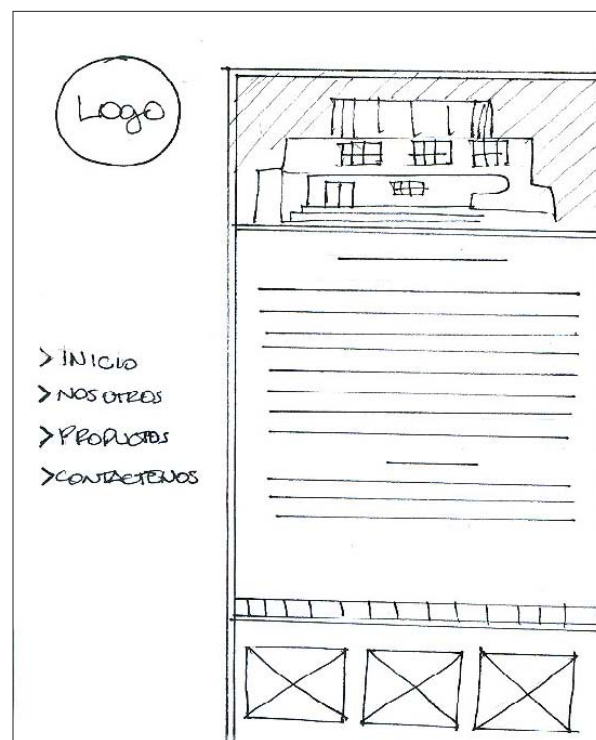 Logo
> INICIO
> NOSOTROS
> PRODUCTOS
> CONTACTENOS